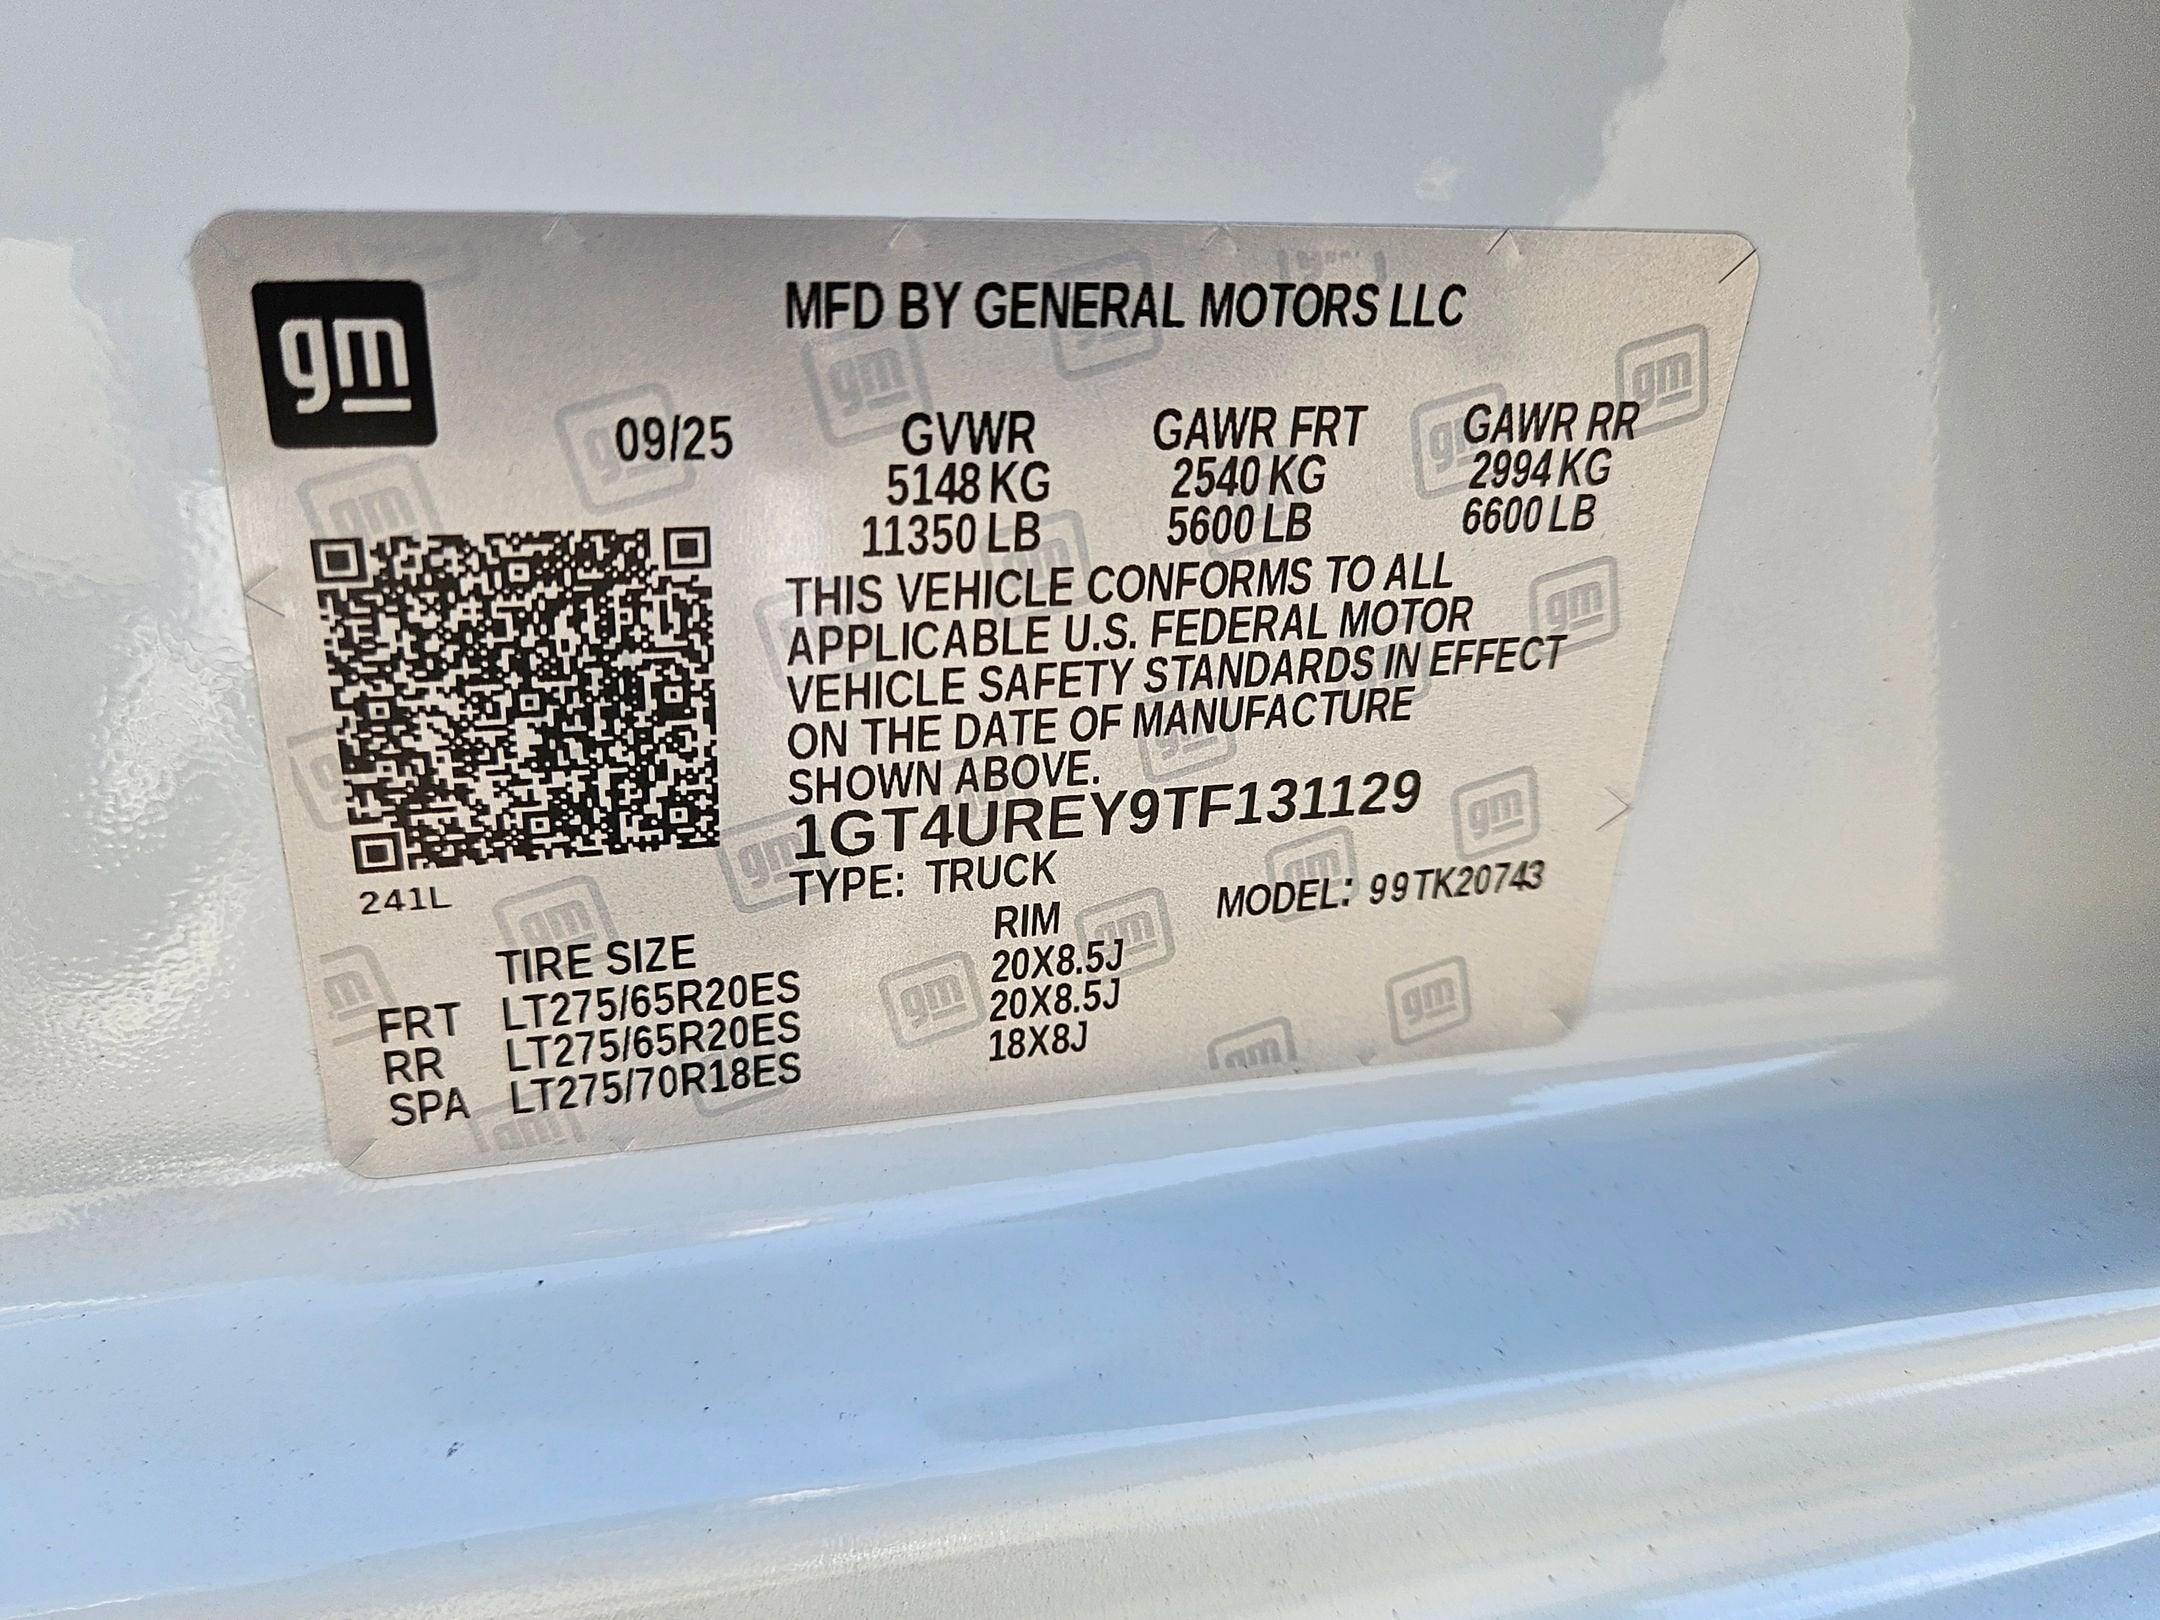 gm
MFD BY GENERAL MOTORS LLC
09/25 GVWR GAWR FRT GAWR RR
5148 KG 2540 KG 2994 KG
11350 LB 5600 LB 6600 LB
THIS VEHICLE CONFORMS TO ALL
APPLICABLE U.S. FEDERAL MOTOR
VEHICLE SAFETY STANDARDS IN EFFECT
ON THE DATE OF MANUFACTURE
SHOWN ABOVE.
1GT4UREY9TF131129
TYPE: TRUCK MODEL: 99TK20743
241L
TIRE SIZE RIM
FRT LT275/65R20ES 20X8.5J
RR LT275/65R20ES 20X8.5J
SPA LT275/70R18ES 18X8J